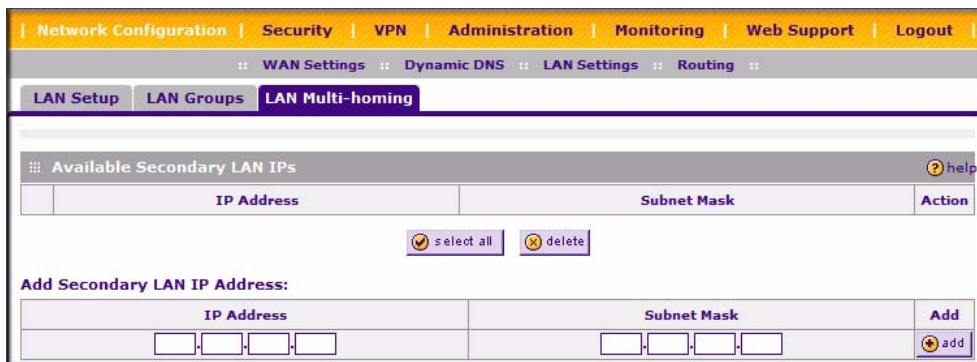 | Network Configuration | Security | VPN | Administration | Monitoring | Web Support | Logout |
:: WAN Settings :: Dynamic DNS :: LAN Settings :: Routing ::
LAN Setup LAN Groups LAN Multi-homing
Available Secondary LAN IPs ? help
IP Address Subnet Mask Action
select all delete
Add Secondary LAN IP Address:
IP Address Subnet Mask Add
. . . . . . add